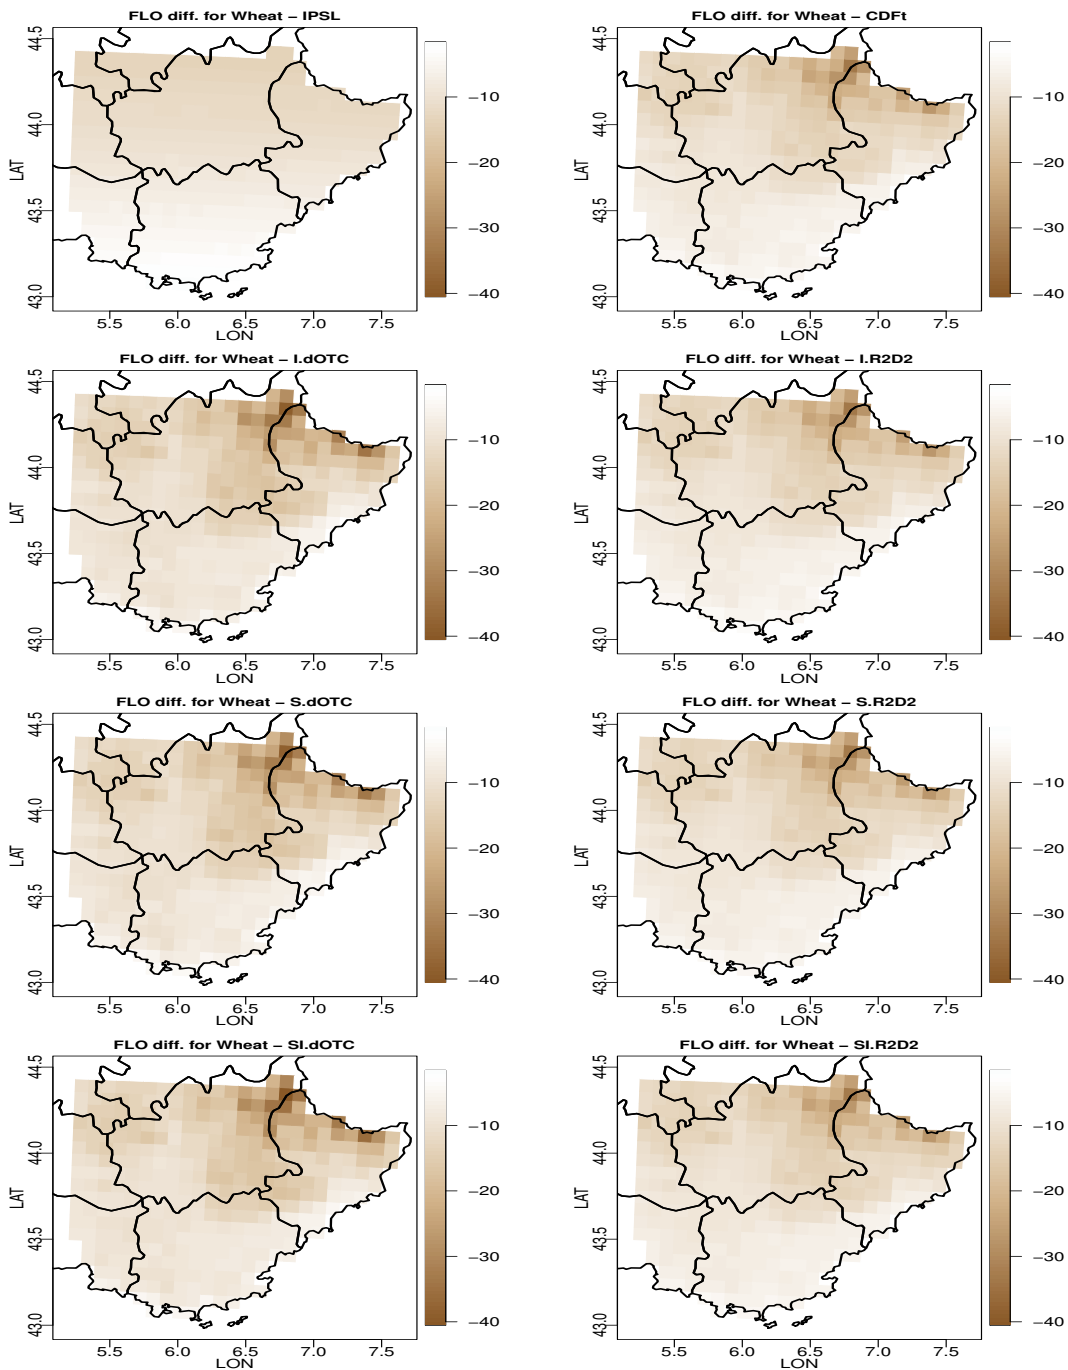 FLO diff. for Wheat − IPSL
44.5
44.0
43.5
43.0
LAT
5.5 6.0 6.5 7.0 7.5
LON
−10
−20
−30
−40
FLO diff. for Wheat − CDFt
44.5
44.0
43.5
43.0
LAT
5.5 6.0 6.5 7.0 7.5
LON
−10
−20
−30
−40
FLO diff. for Wheat − I.dOTC
44.5
44.0
43.5
43.0
LAT
5.5 6.0 6.5 7.0 7.5
LON
−10
−20
−30
−40
FLO diff. for Wheat − I.R2D2
44.5
44.0
43.5
43.0
LAT
5.5 6.0 6.5 7.0 7.5
LON
−10
−20
−30
−40
FLO diff. for Wheat − S.dOTC
44.5
44.0
43.5
43.0
LAT
5.5 6.0 6.5 7.0 7.5
LON
−10
−20
−30
−40
FLO diff. for Wheat − S.R2D2
44.5
44.0
43.5
43.0
LAT
5.5 6.0 6.5 7.0 7.5
LON
−10
−20
−30
−40
FLO diff. for Wheat − SI.dOTC
44.5
44.0
43.5
43.0
LAT
5.5 6.0 6.5 7.0 7.5
LON
−10
−20
−30
−40
FLO diff. for Wheat − SI.R2D2
44.5
44.0
43.5
43.0
LAT
5.5 6.0 6.5 7.0 7.5
LON
−10
−20
−30
−40